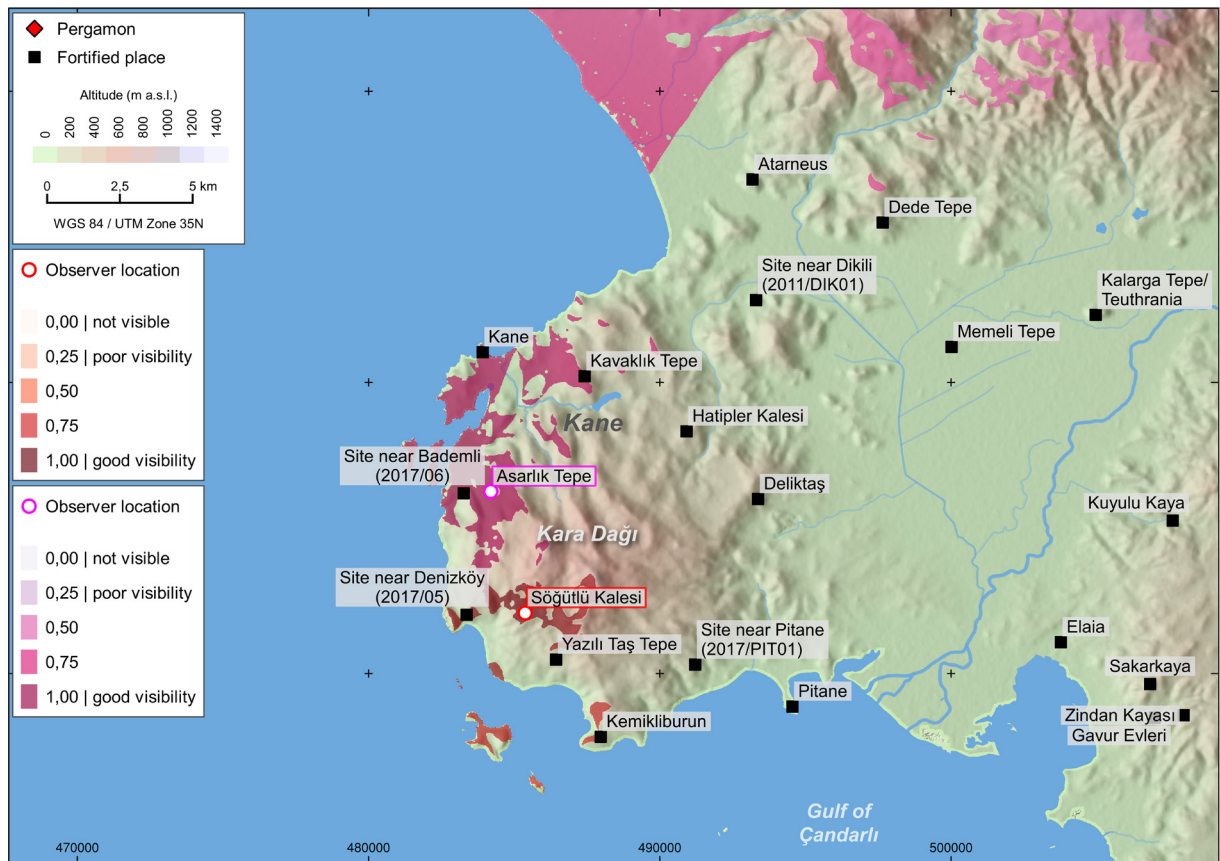 Pergamon
Fortified place
Altitude (m a.s.l.)
0 200 400 600 800 1000 1200 1400
0 2,5 5 km
WGS 84 / UTM Zone 35N
Observer location
0,00 | not visible
0,25 | poor visibility
0,50
0,75
1,00 | good visibility
Observer location
0,00 | not visible
0,25 | poor visibility
0,50
0,75
1,00 | good visibility
Atarneus
Dede Tepe
Site near Dikili
(2011/DIK01)
Kalarga Tepe/
Teuthrania
Memeli Tepe
Kane
Kavaklık Tepe
Kane
Hatipler Kalesi
Site near Bademli
(2017/06)
Asarlık Tepe
Deliktaş
Kuyulu Kaya
Kara Dağı
Site near Denizköy
(2017/05)
Söğütlü Kalesi
Yazılı Taş Tepe
Site near Pitane
(2017/PIT01)
Elaia
Sakarkaya
Pitane
Kemikliburun
Zindan Kayası
Gavur Evleri
Gulf of
Çandarlı
470000 480000 490000 500000